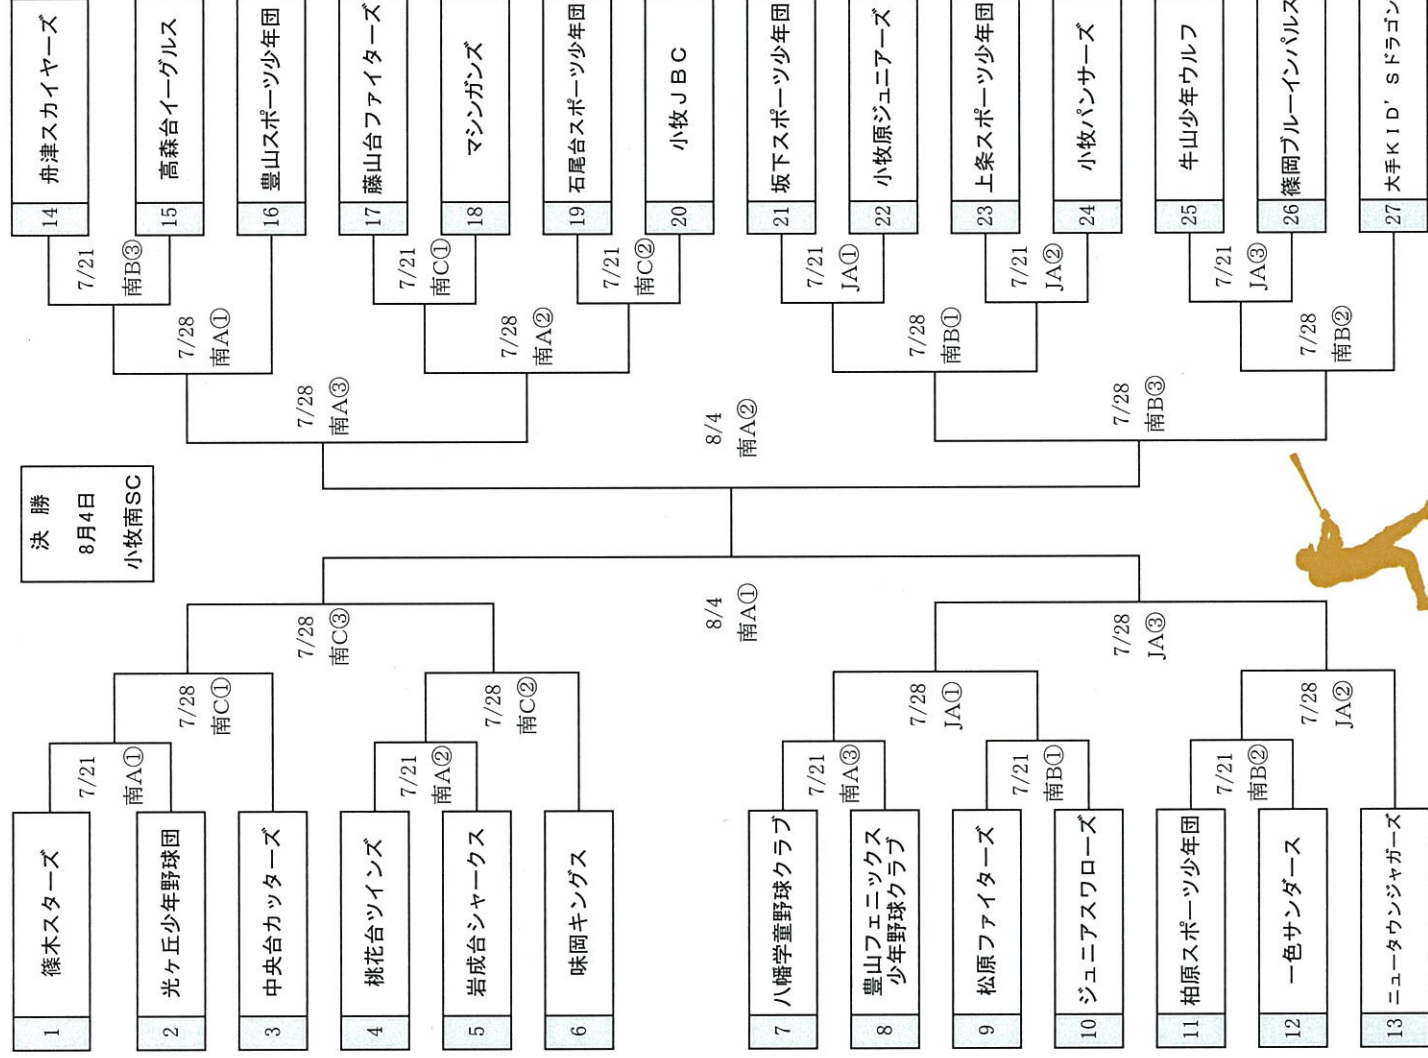 決勝
8月4日
小牧南SC
1 篠木スターズ
2 光ヶ丘少年野球団
3 中央台カッターズ
4 桃花台ツインズ
5 岩成台シャークス
6 味岡キングス
7 八幡学童野球クラブ
8 豊山フェニックス
少年野球クラブ
9 松原ファイターズ
10 ジュニアスワローズ
11 柏原スポーツ少年団
12 一色サンダース
13 ニュータウンジャガーズ
7/21
南A①
7/21
南A②
7/21
南A③
7/21
南B①
7/21
南B②
7/28
南C①
7/28
南C②
7/28
JA①
7/28
JA②
7/28
南C③
7/28
JA③
8/4
南A①
8/4
南A②
7/28
南A③
7/28
南B③
7/28
南A①
7/28
南A②
7/28
南B①
7/28
南B②
7/21
南B③
7/21
南C①
7/21
南C②
7/21
JA①
7/21
JA②
7/21
JA③
14 舟津スカイヤーズ
15 高森台イーグルス
16 豊山スポーツ少年団
17 藤山台ファイターズ
18 マシンガンズ
19 石尾台スポーツ少年団
20 小牧JBC
21 坂下スポーツ少年団
22 小牧原ジュニアーズ
23 上条スポーツ少年団
24 小牧パンサーズ
25 牛山少年ウルフ
26 篠岡ブルーインパルス
27 大手KID'Sドラゴン